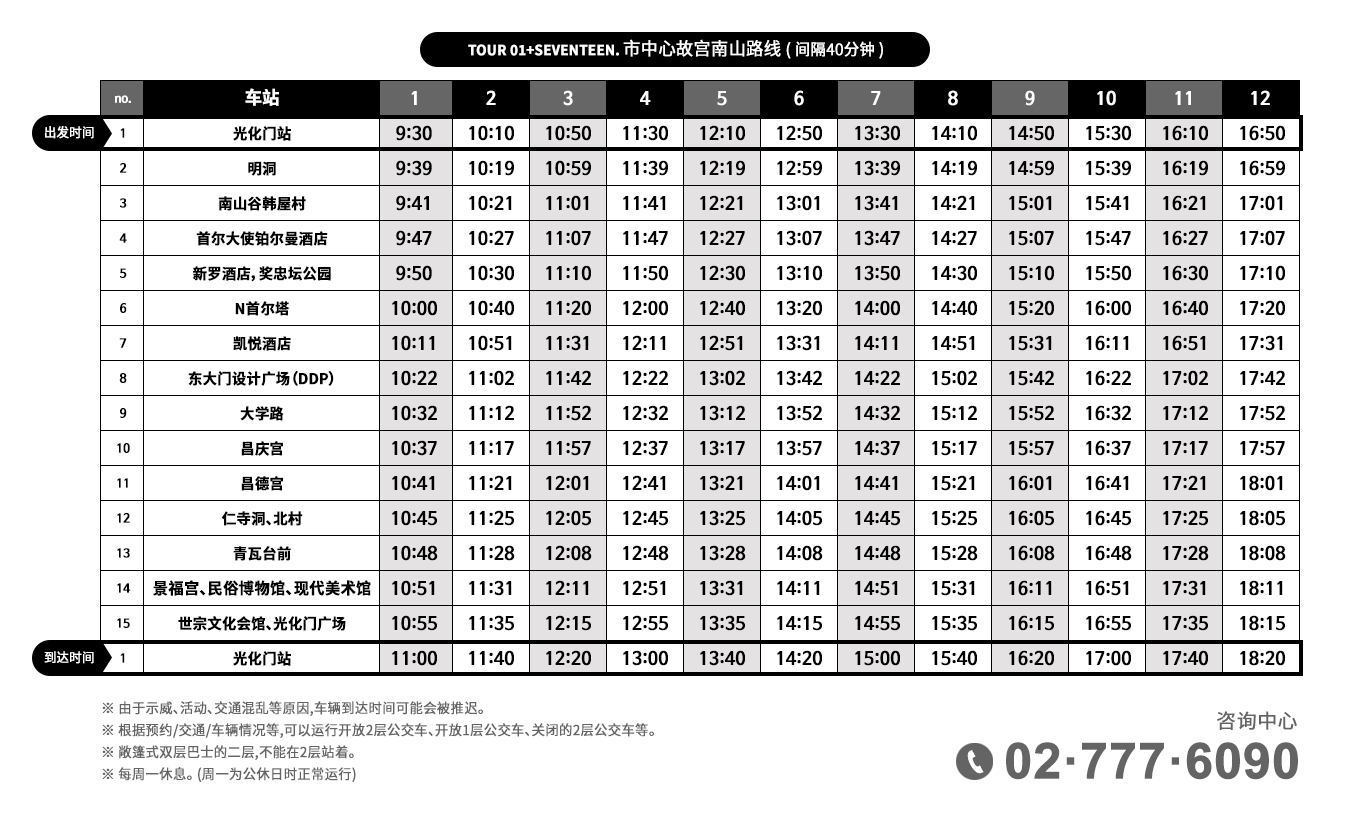 TOUR 01+SEVENTEEN. 市中心故宫南山路线 ( 间隔40分钟 )
no. 车站 1 2 3 4 5 6 7 8 9 10 11 12
出发时间 1 光化门站 9:30 10:10 10:50 11:30 12:10 12:50 13:30 14:10 14:50 15:30 16:10 16:50
2 明洞 9:39 10:19 10:59 11:39 12:19 12:59 13:39 14:19 14:59 15:39 16:19 16:59
3 南山谷韩屋村 9:41 10:21 11:01 11:41 12:21 13:01 13:41 14:21 15:01 15:41 16:21 17:01
4 首尔大使铂尔曼酒店 9:47 10:27 11:07 11:47 12:27 13:07 13:47 14:27 15:07 15:47 16:27 17:07
5 新罗酒店, 奖忠坛公园 9:50 10:30 11:10 11:50 12:30 13:10 13:50 14:30 15:10 15:50 16:30 17:10
6 N首尔塔 10:00 10:40 11:20 12:00 12:40 13:20 14:00 14:40 15:20 16:00 16:40 17:20
7 凯悦酒店 10:11 10:51 11:31 12:11 12:51 13:31 14:11 14:51 15:31 16:11 16:51 17:31
8 东大门设计广场(DDP) 10:22 11:02 11:42 12:22 13:02 13:42 14:22 15:02 15:42 16:22 17:02 17:42
9 大学路 10:32 11:12 11:52 12:32 13:12 13:52 14:32 15:12 15:52 16:32 17:12 17:52
10 昌庆宫 10:37 11:17 11:57 12:37 13:17 13:57 14:37 15:17 15:57 16:37 17:17 17:57
11 昌德宫 10:41 11:21 12:01 12:41 13:21 14:01 14:41 15:21 16:01 16:41 17:21 18:01
12 仁寺洞、北村 10:45 11:25 12:05 12:45 13:25 14:05 14:45 15:25 16:05 16:45 17:25 18:05
13 青瓦台前 10:48 11:28 12:08 12:48 13:28 14:08 14:48 15:28 16:08 16:48 17:28 18:08
14 景福宫、民俗博物馆、现代美术馆 10:51 11:31 12:11 12:51 13:31 14:11 14:51 15:31 16:11 16:51 17:31 18:11
15 世宗文化会馆、光化门广场 10:55 11:35 12:15 12:55 13:35 14:15 14:55 15:35 16:15 16:55 17:35 18:15
到达时间 1 光化门站 11:00 11:40 12:20 13:00 13:40 14:20 15:00 15:40 16:20 17:00 17:40 18:20
※ 由于示威、活动、交通混乱等原因,车辆到达时间可能会被推迟。
※ 根据预约/交通/车辆情况等,可以运行开放2层公交车、开放1层公交车、关闭的2层公交车等。
※ 敞篷式双层巴士的二层,不能在2层站着。
※ 每周一休息。(周一为公休日时正常运行)
咨询中心
02·777·6090